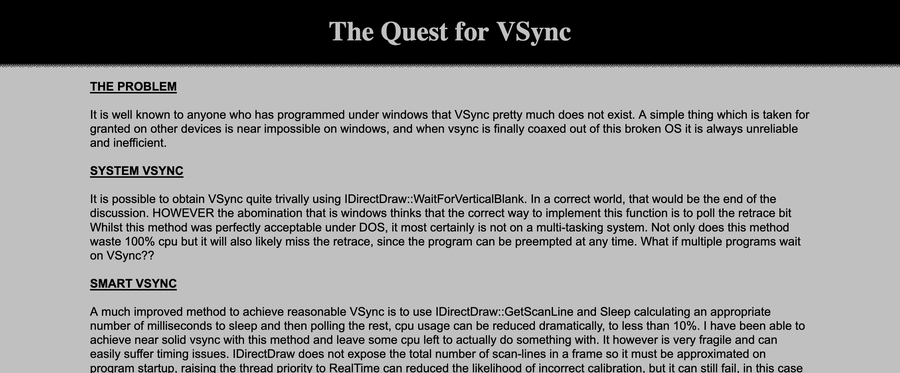 The Quest for VSync
THE PROBLEM
It is well known to anyone who has programmed under windows that VSync pretty much does not exist. A simple thing which is taken for
granted on other devices is near impossible on windows, and when vsync is finally coaxed out of this broken OS it is always unreliable
and inefficient.
SYSTEM VSYNC
It is possible to obtain VSync quite trivally using IDirectDraw::WaitForVerticalBlank. In a correct world, that would be the end of the
discussion. HOWEVER the abomination that is windows thinks that the correct way to implement this function is to poll the retrace bit
Whilst this method was perfectly acceptable under DOS, it most certainly is not on a multi-tasking system. Not only does this method
waste 100% cpu but it will also likely miss the retrace, since the program can be preempted at any time. What if multiple programs wait
on VSync??
SMART VSYNC
A much improved method to achieve reasonable VSync is to use IDirectDraw::GetScanLine and Sleep calculating an appropriate
number of milliseconds to sleep and then polling the rest, cpu usage can be reduced dramatically, to less than 10%. I have been able to
achieve near solid vsync with this method and leave some cpu left to actually do something with. It however is very fragile and can
easily suffer timing issues. IDirectDraw does not expose the total number of scan-lines in a frame so it must be approximated on
program startup, raising the thread priority to RealTime can reduced the likelihood of incorrect calibration, but it can still fail, in this case